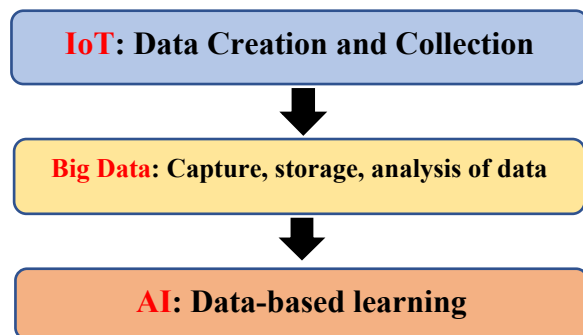 IoT: Data Creation and Collection
Big Data: Capture, storage, analysis of data
AI: Data-based learning